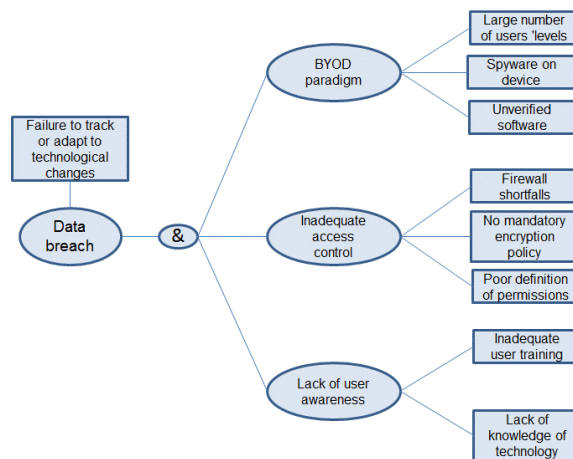 Large number
of users 'levels
BYOD
paradigm
Spyware on
device
Unverified
software
Failure to track
or adapt to
technological
changes
Firewall
shortfalls
Data
breach
&
Inadequate
access
control
No mandatory
encryption
policy
Poor definition
of permissions
Inadequate
user training
Lack of user
awareness
Lack of
knowledge of
technology